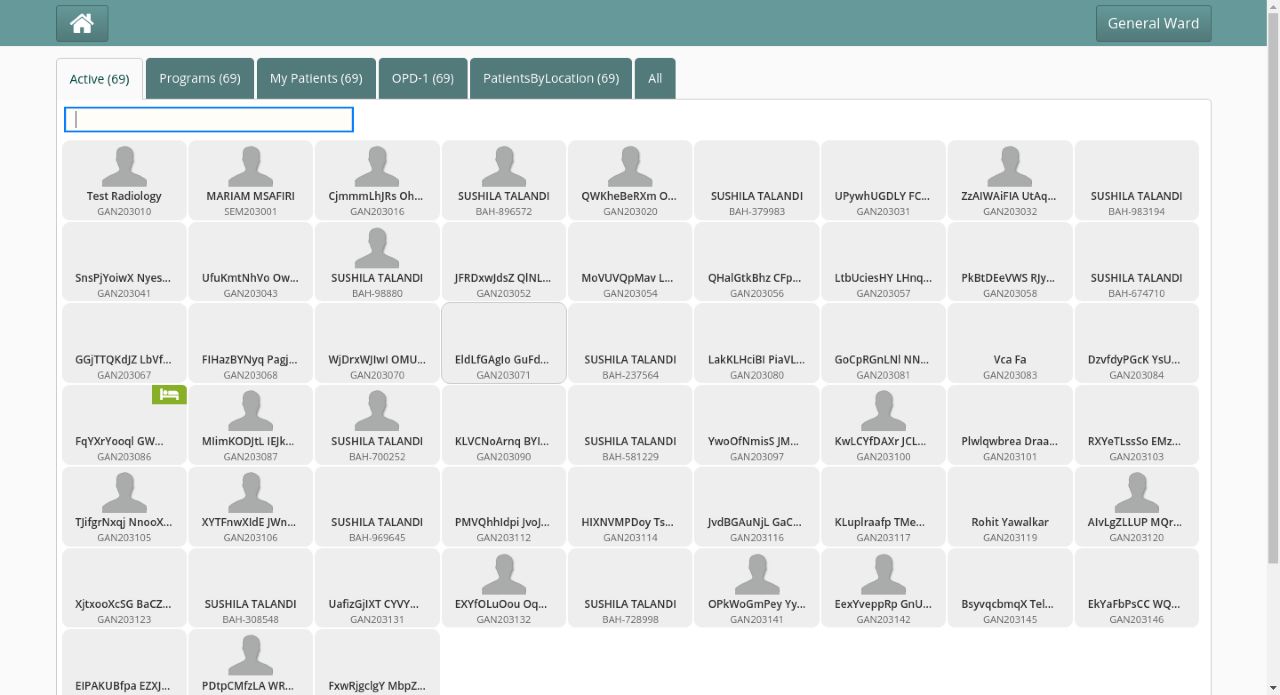 General Ward
Active (69) Programs (69) My Patients (69) OPD-1 (69) PatientsByLocation (69) All
Test Radiology MARIAM MSAFIRI CjmmmLhJRs Oh... SUSHILA TALANDI QWKheBeRXm O... SUSHILA TALANDI UPywhUGDLY FC... ZzAIWAiFIA UtAq... SUSHILA TALANDI
GAN203010 SEM203001 GAN203016 BAH-896572 GAN203020 BAH-379983 GAN203031 GAN203032 BAH-983194
SnsPjYoiwX Nyes... UfuKmtNhVo Ow... SUSHILA TALANDI JFRDxwJdsZ QlNL... MoVUVQpMav L... QHalGtkBhz CFp... LtbUciesHY LHnq... PkBtDEeVWS RJy... SUSHILA TALANDI
GAN203041 GAN203043 BAH-98880 GAN203052 GAN203054 GAN203056 GAN203057 GAN203058 BAH-674710
GGjTTQKdJZ LbVf... FIHazBYNyq Pagj... WjDrxWJIwI OMU... EldLfGAgIo GuFd... SUSHILA TALANDI LakKLHciBI PiaVL... GoCpRGnLNl NN... Vca Fa DzvfdyPGcK YsU...
GAN203067 GAN203068 GAN203070 GAN203071 BAH-237564 GAN203080 GAN203081 GAN203083 GAN203084
FqYXrYooql GW... MIimKODJtL IEJk... SUSHILA TALANDI KLVCNoArnq BYI... SUSHILA TALANDI YwoOfNmisS JM... KwLCYfDAXr JCL... Plwlqwbrea Draa... RXYeTLssSo EMz...
GAN203086 GAN203087 BAH-700252 GAN203090 BAH-581229 GAN203097 GAN203100 GAN203101 GAN203103
TJifgrNxqj NnooX... XYTFnwXIdE JWn... SUSHILA TALANDI PMVQhhIdpi JvoJ... HIXNVMPDoy Ts... JvdBGAuNjL GaC... KLuplraafp TMe... Rohit Yawalkar AIvLgZLLUP MQr...
GAN203105 GAN203106 BAH-969645 GAN203112 GAN203114 GAN203116 GAN203117 GAN203119 GAN203120
XjtxooXcSG BaCZ... SUSHILA TALANDI UafizGjIXT CYVY... EXYfOLuOou Oq... SUSHILA TALANDI OPkWoGmPey Yy... EexYveppRp GnU... BsyvqcbmqX Tel... EkYaFbPsCC WQ...
GAN203123 BAH-308548 GAN203131 GAN203132 BAH-728998 GAN203141 GAN203142 GAN203145 GAN203146
EIPAKUBfpa EZXJ... PDtpCMfzLA WR... FxwRjgclgY MbpZ...